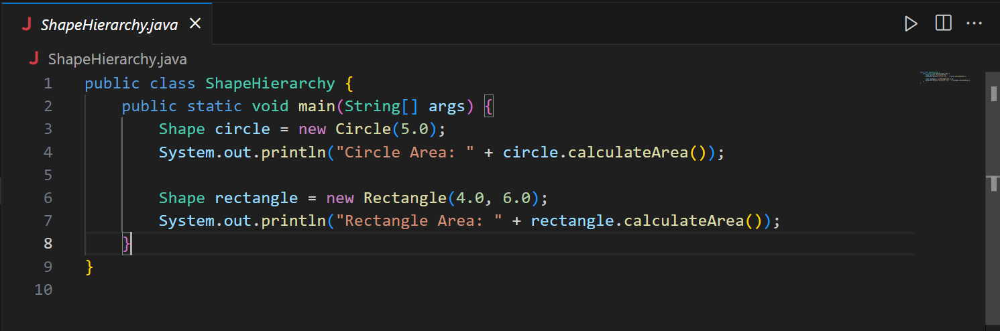 ShapeHierarchy.java
ShapeHierarchy.java
1 public class ShapeHierarchy {
2     public static void main(String[] args) {
3         Shape circle = new Circle(5.0);
4         System.out.println("Circle Area: " + circle.calculateArea());
5
6         Shape rectangle = new Rectangle(4.0, 6.0);
7         System.out.println("Rectangle Area: " + rectangle.calculateArea());
8     }
9 }
10